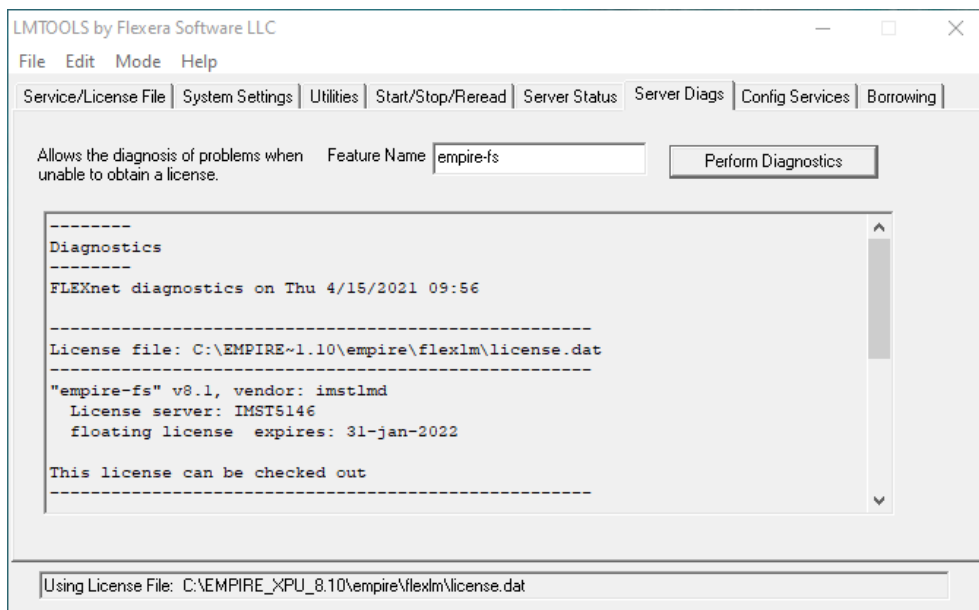 LMTOOLS by Flexera Software LLC
File Edit Mode Help
Service/License File System Settings Utilities Start/Stop/Reread Server Status Server Diags Config Services Borrowing
Allows the diagnosis of problems when unable to obtain a license.
Feature Name empire-fs
Perform Diagnostics
--------
Diagnostics
--------
FLEXnet diagnostics on Thu 4/15/2021 09:56
-----------------------------------------------------
License file: C:\EMPIRE~1.10\empire\flexlm\license.dat
-----------------------------------------------------
"empire-fs" v8.1, vendor: imstlmd
License server: IMST5146
floating license  expires: 31-jan-2022
This license can be checked out
-----------------------------------------------------
Using License File: C:\EMPIRE_XPU_8.10\empire\flexlm\license.dat